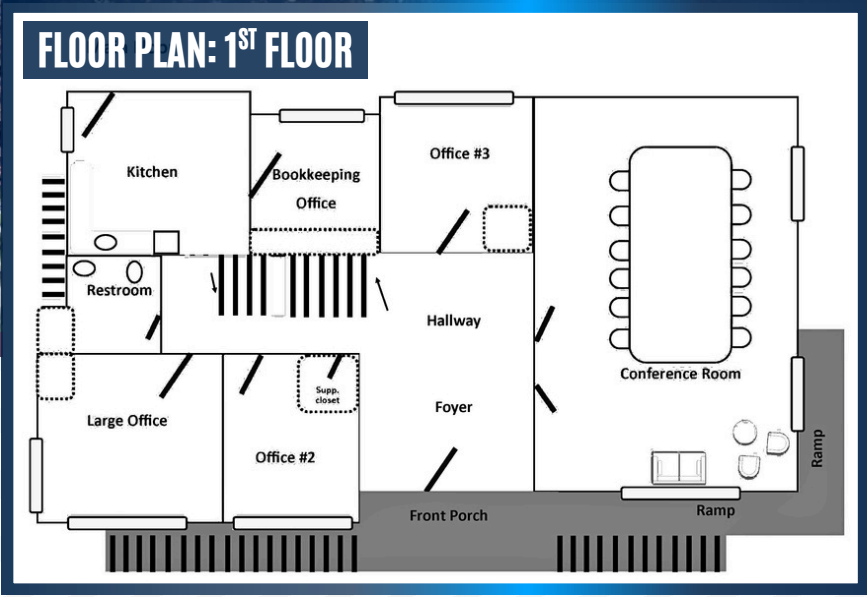 FLOOR PLAN: 1ST FLOOR
Kitchen
Bookkeeping
Office
Office #3
Restroom
Hallway
Conference Room
Supp.
closet
Large Office
Foyer
Office #2
Ramp
Front Porch
Ramp